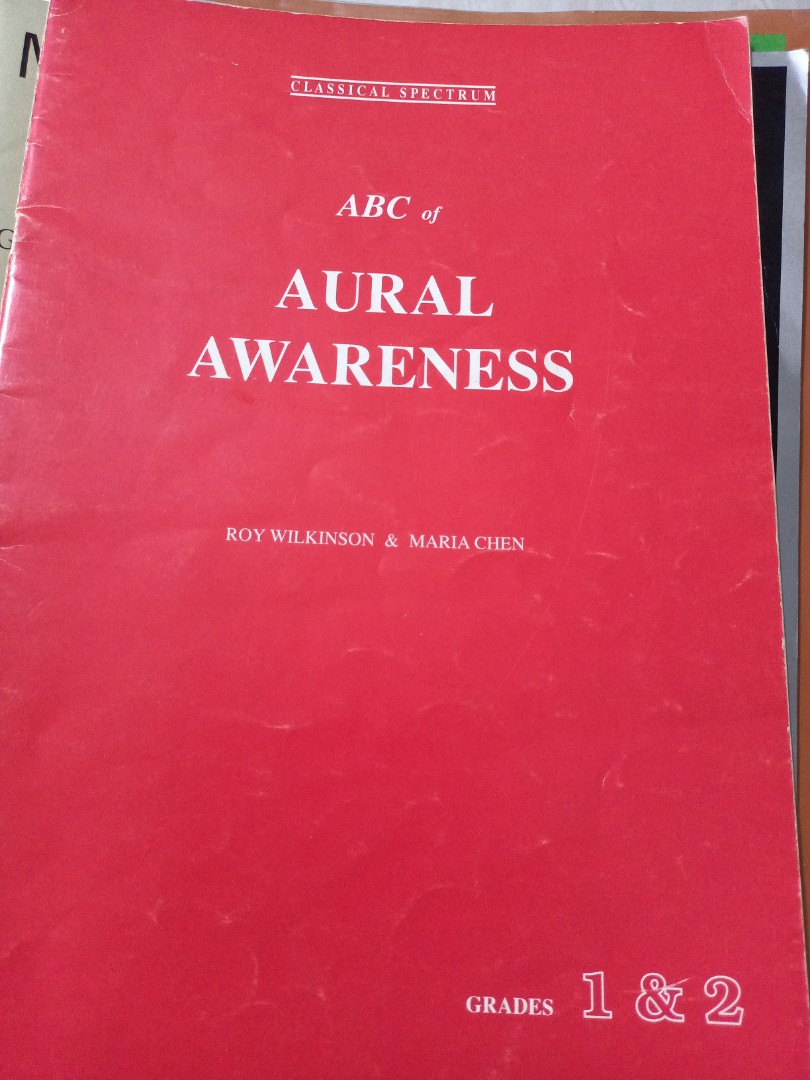 CLASSICAL SPECTRUM
ABC of
AURAL
AWARENESS
ROY WILKINSON & MARIA CHEN
GRADES 1 & 2